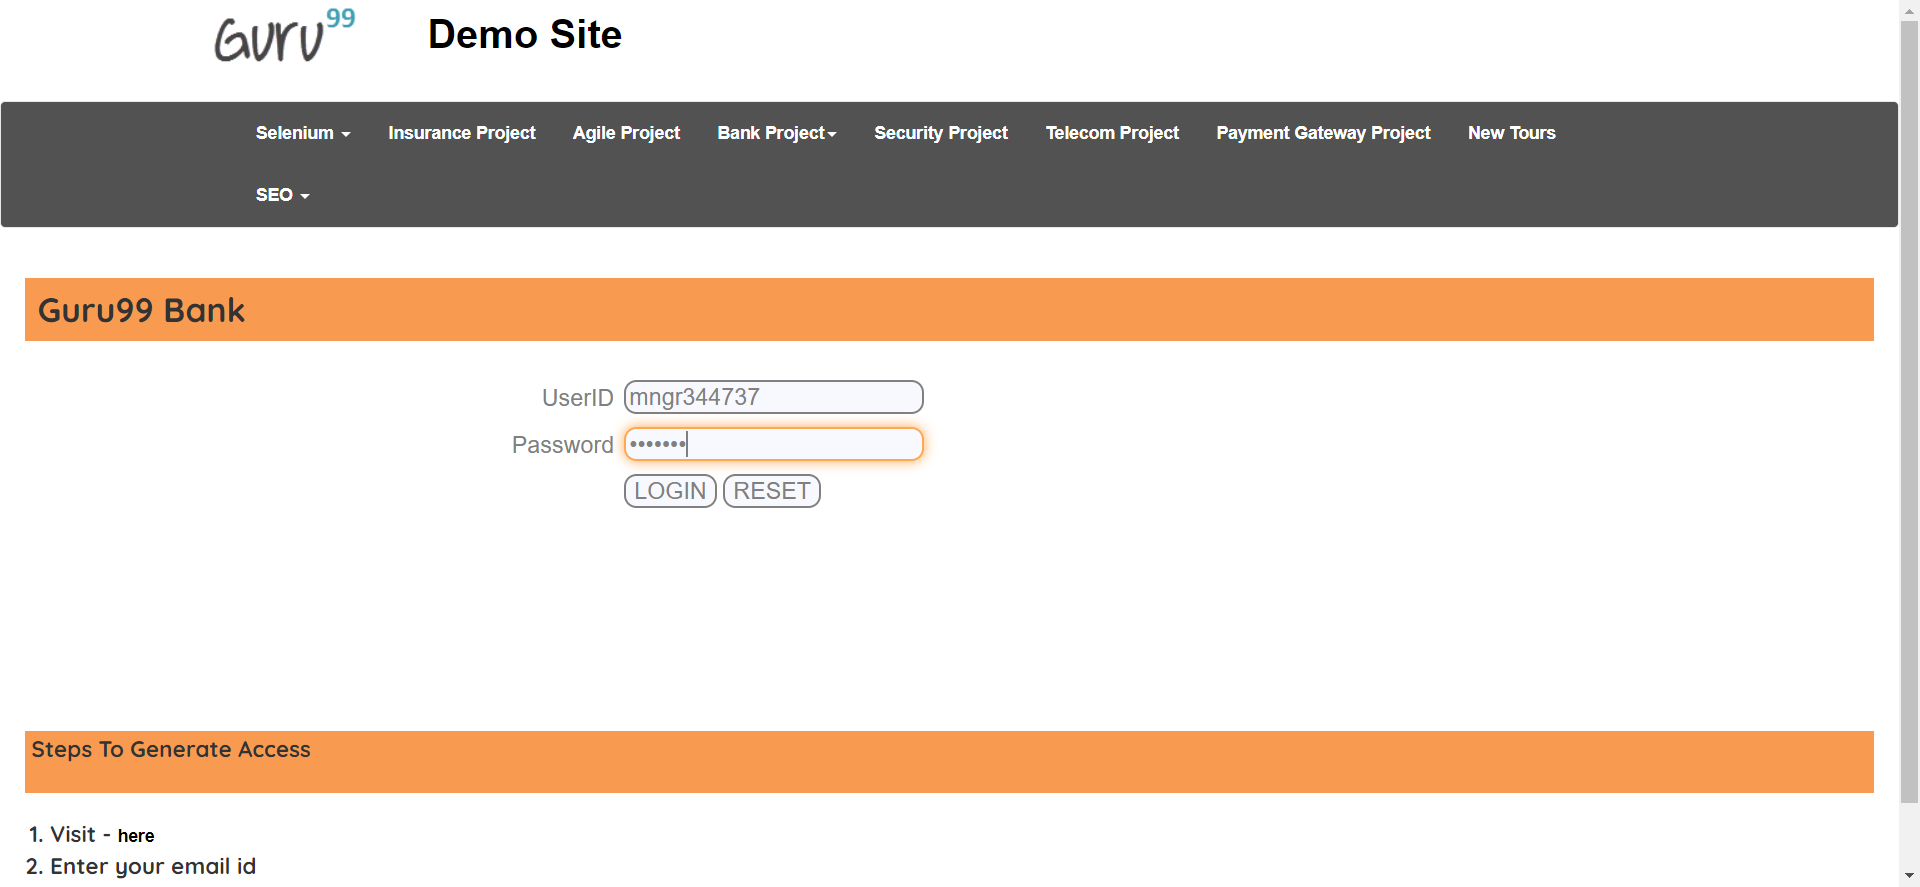 Guru99 Demo Site
Selenium Insurance Project Agile Project Bank Project Security Project Telecom Project Payment Gateway Project New Tours
SEO
Guru99 Bank
UserID mngr344737
Password •••••••
LOGIN RESET
Steps To Generate Access
1. Visit - here
2. Enter your email id